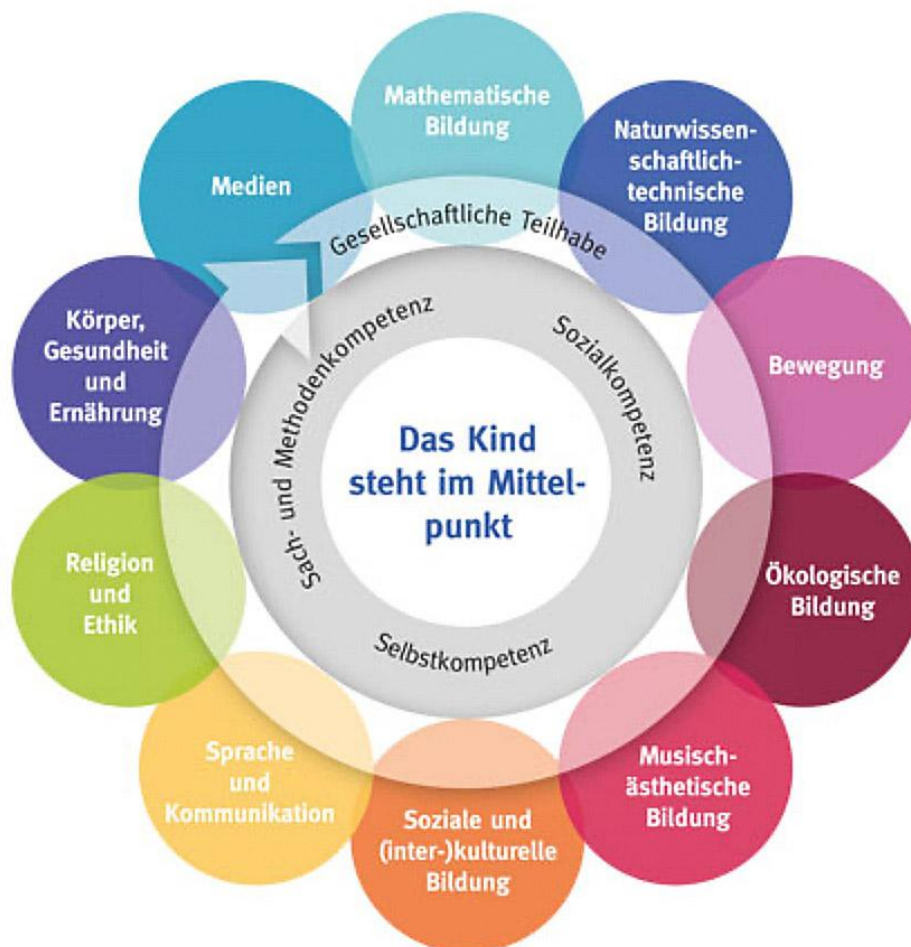 Mathematische
Bildung
Naturwissen-
schaftlich-
technische
Bildung
Bewegung
Ökologische
Bildung
Musisch-
ästhetische
Bildung
Soziale und
(inter-)kulturelle
Bildung
Sprache
und
Kommunikation
Religion
und
Ethik
Körper,
Gesundheit
und
Ernährung
Medien
Gesellschaftliche Teilhabe
Sach- und Methodenkompetenz
Sozialkompetenz
Selbstkompetenz
Das Kind
steht im Mittel-
punkt